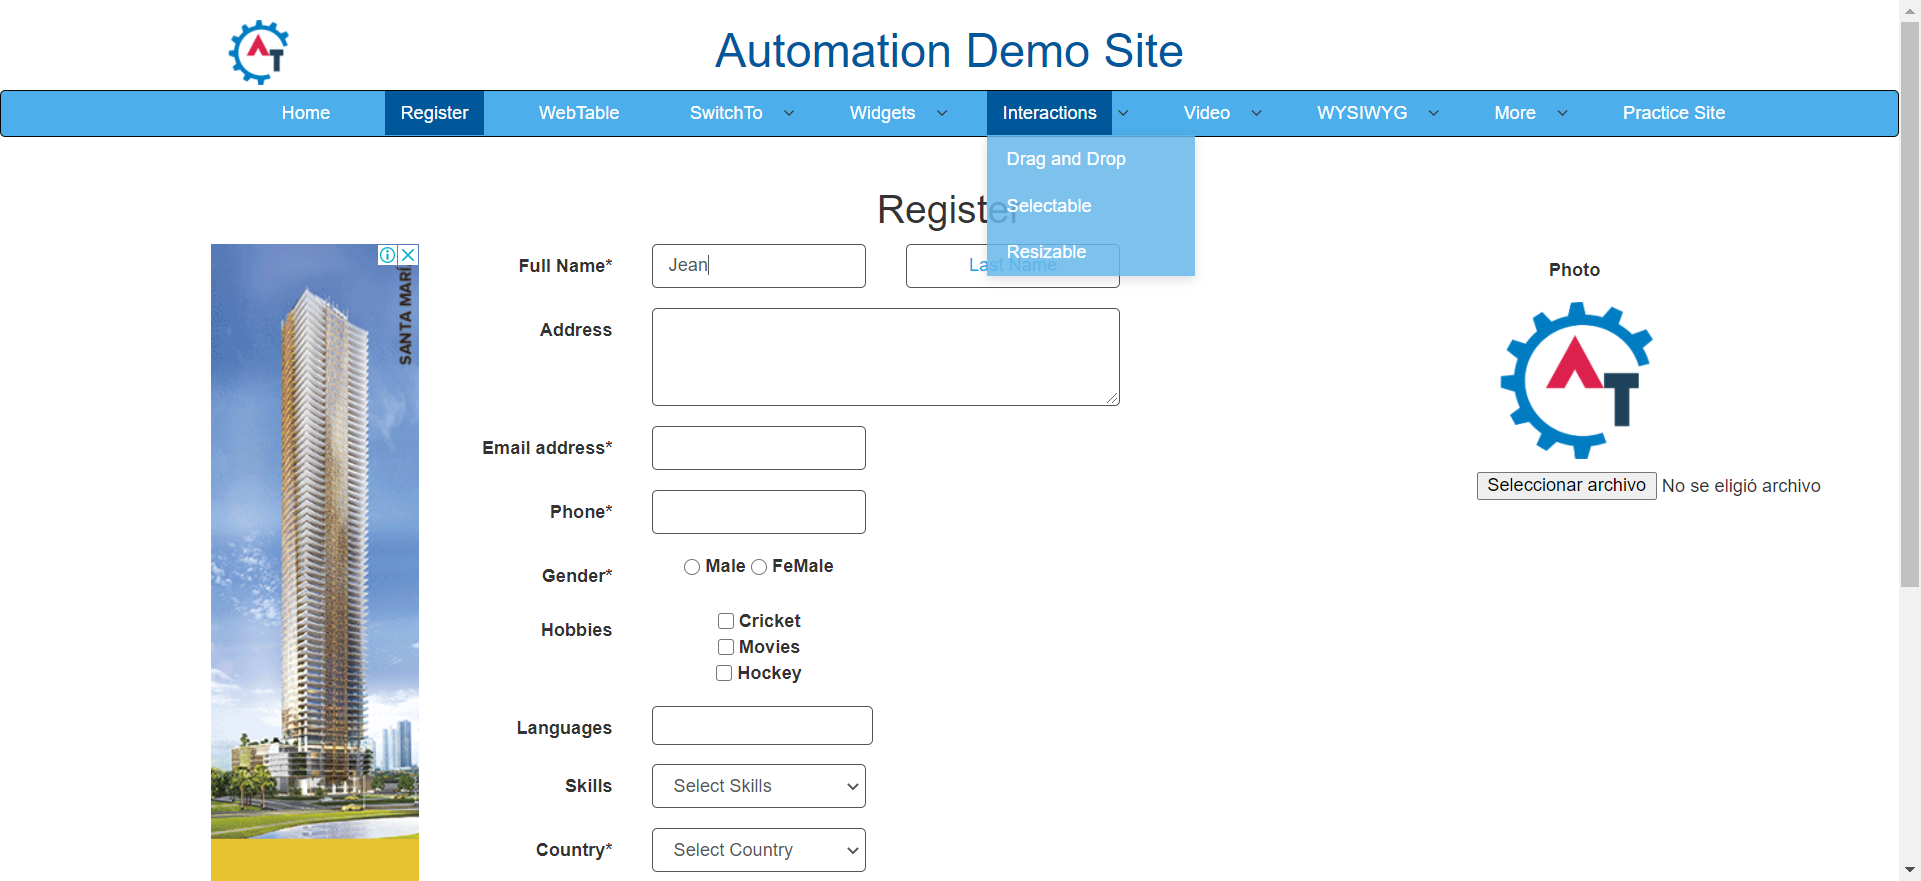 Automation Demo Site
Home Register WebTable SwitchTo Widgets Interactions Video WYSIWYG More Practice Site
Drag and Drop
Selectable
Resizable
Register
SANTA MARÍ
Full Name* Jean Last Name
Photo
AT
Address
Email address*
Seleccionar archivo No se eligió archivo
Phone*
Gender* Male FeMale
Hobbies Cricket
Movies
Hockey
Languages
Skills Select Skills
Country* Select Country